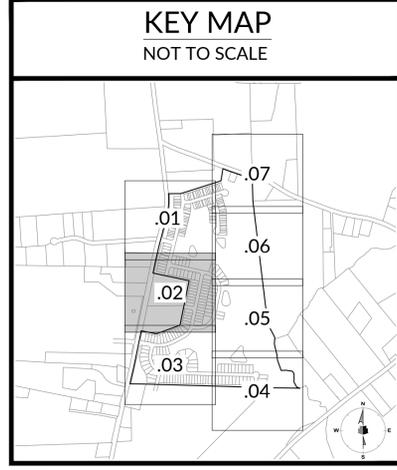 KEY MAP
NOT TO SCALE
.07
.01
.06
.02
.05
.03
.04
N
W E
S